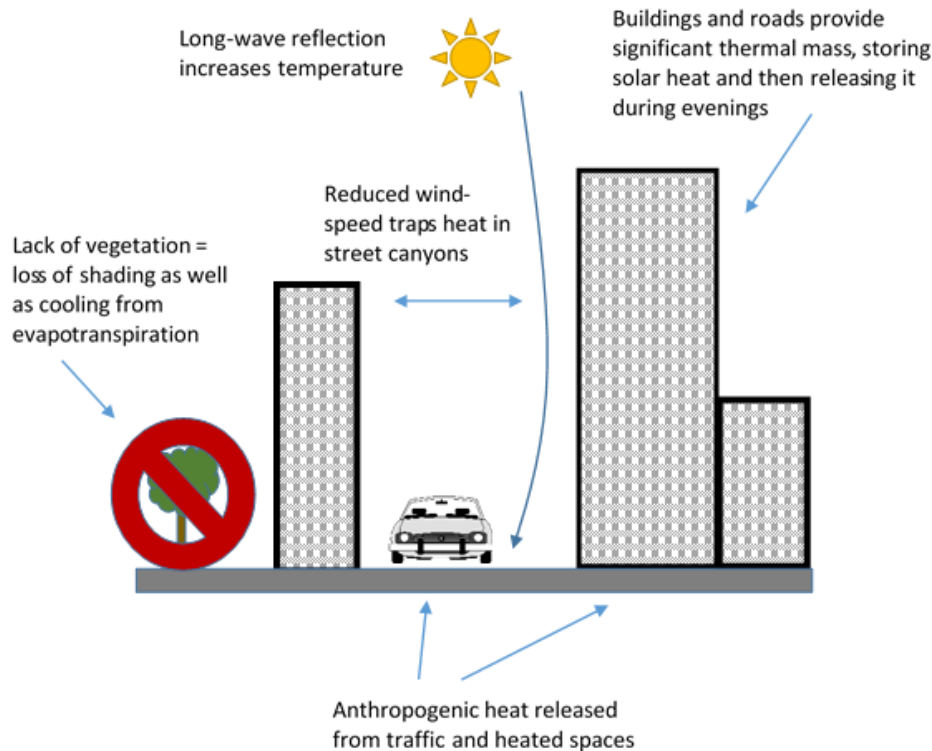 Long-wave reflection
increases temperature
Buildings and roads provide
significant thermal mass, storing
solar heat and then releasing it
during evenings
Reduced wind-
speed traps heat in
street canyons
Lack of vegetation =
loss of shading as well
as cooling from
evapotranspiration
Anthropogenic heat released
from traffic and heated spaces